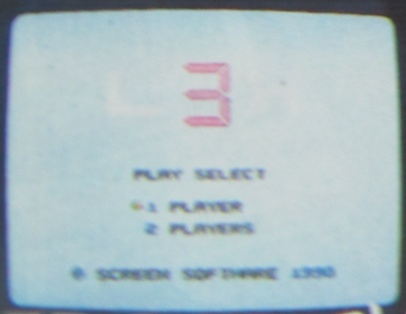 3
PLAY SELECT
1 PLAYER
2 PLAYERS
© SCREEN SOFTWARE 1990